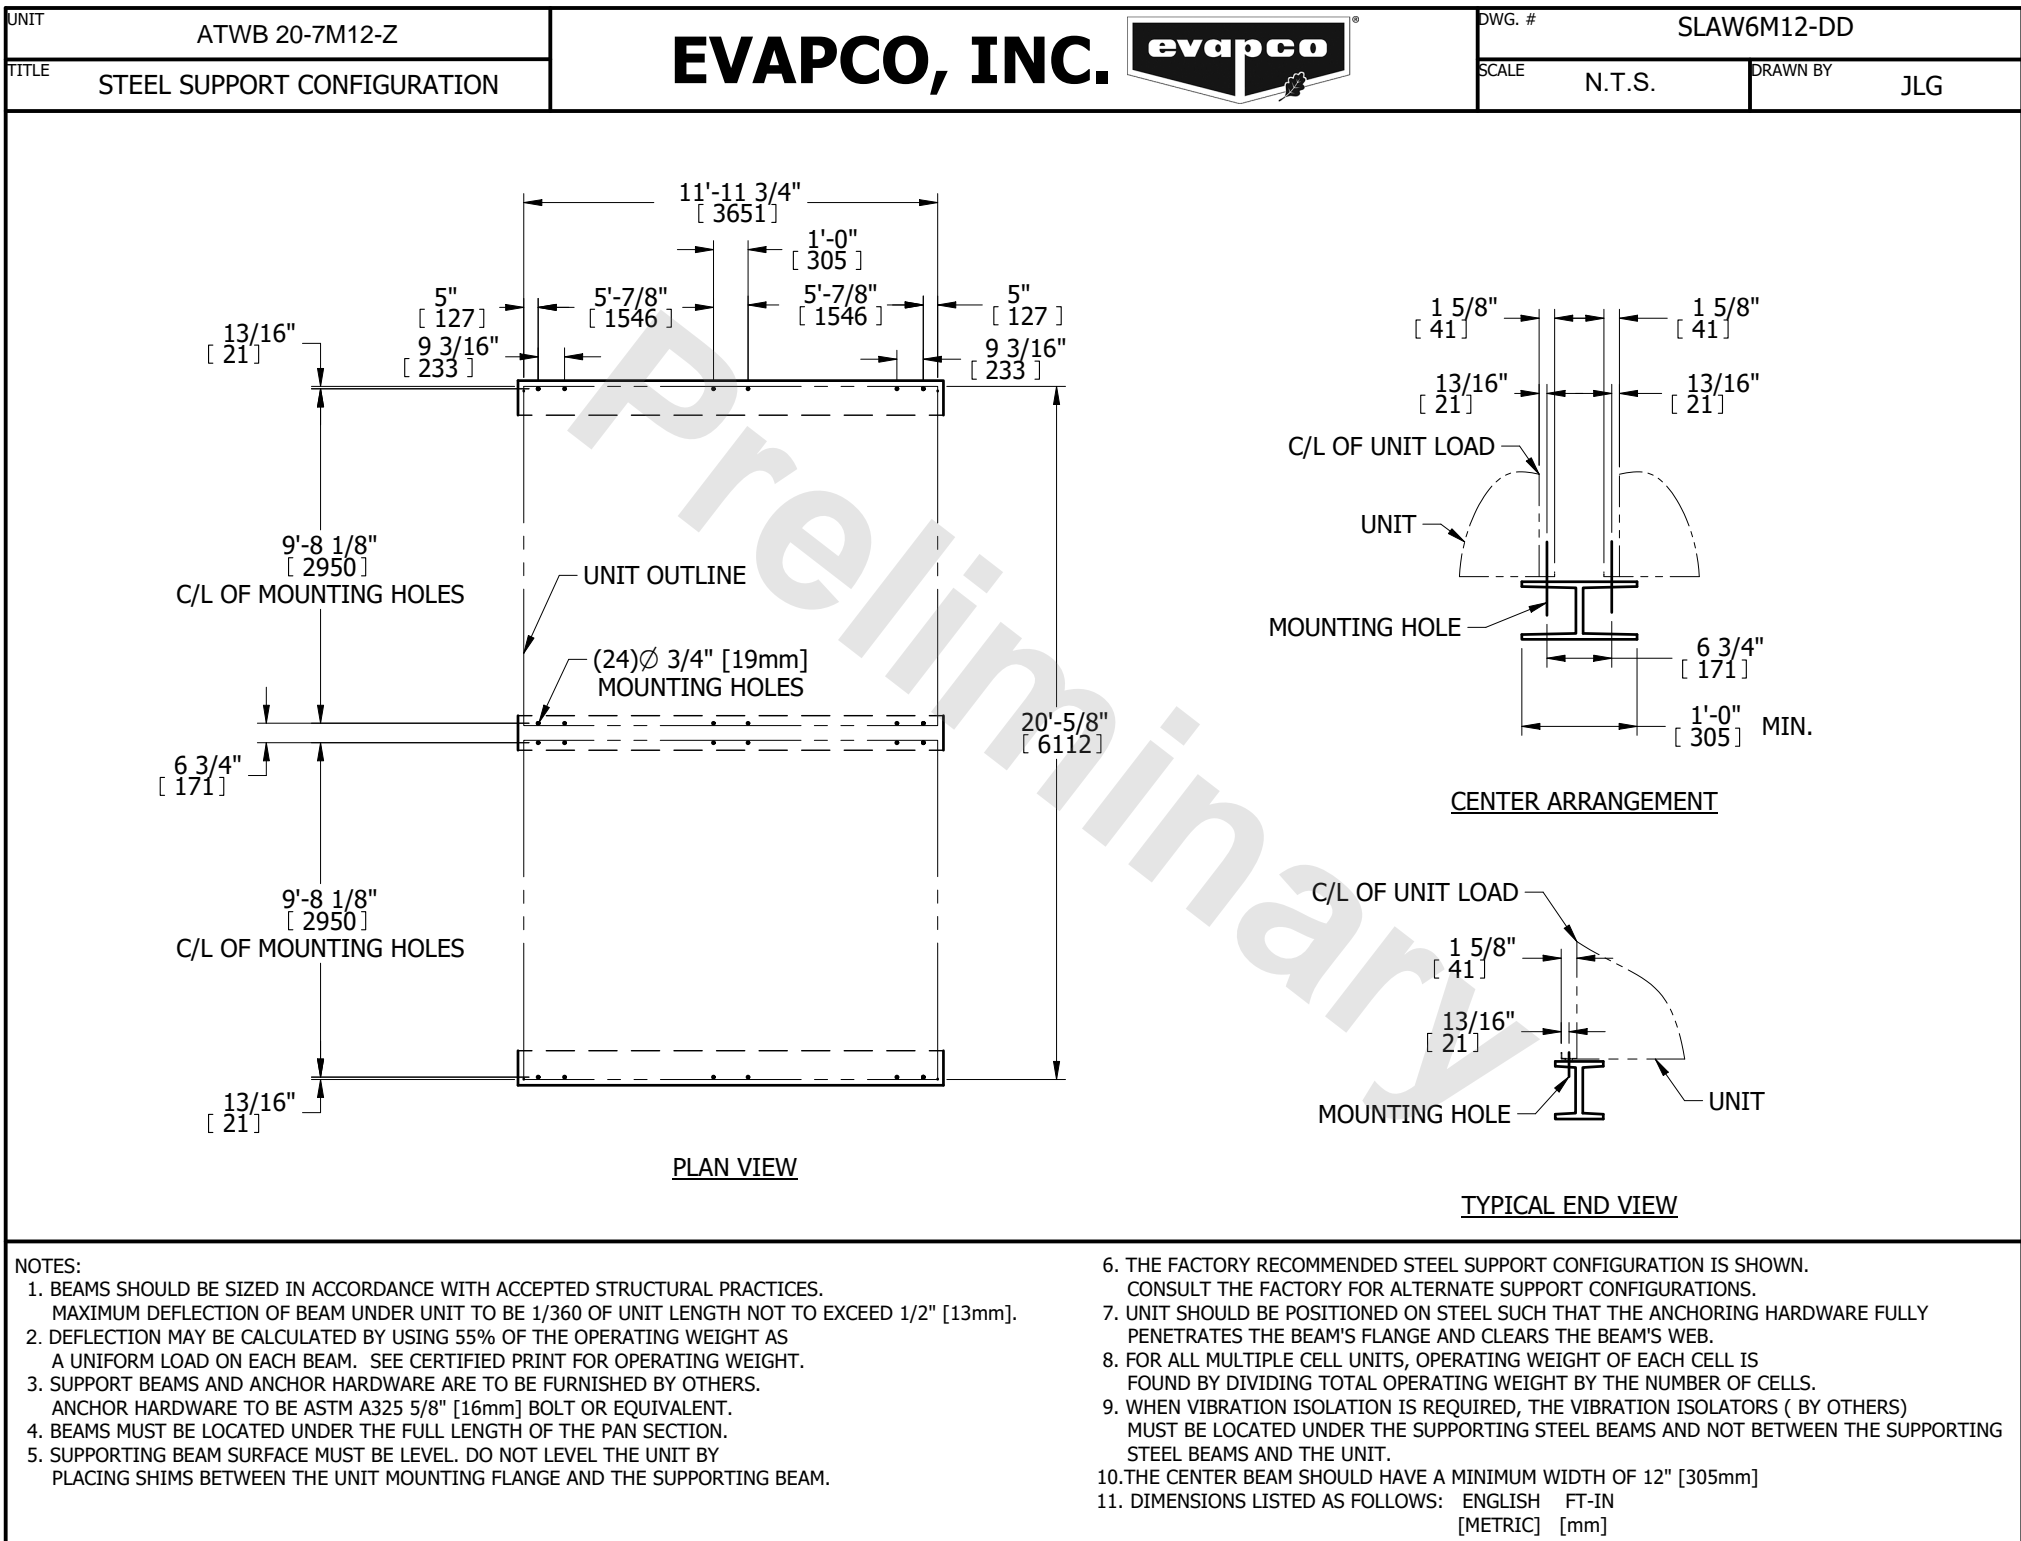 UNIT
ATWB 20-7M12-Z
TITLE
STEEL SUPPORT CONFIGURATION
EVAPCO, INC.
evapco
®
DWG. #
SLAW6M12-DD
SCALE
N.T.S.
DRAWN BY
JLG
11'-11 3/4"
[ 3651]
1'-0"
[ 305 ]
5"
[ 127]
5'-7/8"
[ 1546 ]
5'-7/8"
[ 1546 ]
5"
[ 127 ]
13/16"
[ 21]
9 3/16"
[ 233 ]
9 3/16"
[ 233 ]
9'-8 1/8"
[ 2950]
C/L OF MOUNTING HOLES
UNIT OUTLINE
(24)Ø 3/4" [19mm]
MOUNTING HOLES
6 3/4"
[ 171]
20'-5/8"
[ 6112]
9'-8 1/8"
[ 2950]
C/L OF MOUNTING HOLES
13/16"
[ 21]
PLAN VIEW
1 5/8"
[ 41]
1 5/8"
[ 41]
13/16"
[ 21]
13/16"
[ 21]
C/L OF UNIT LOAD
UNIT
MOUNTING HOLE
6 3/4"
[ 171]
1'-0"
[ 305] MIN.
CENTER ARRANGEMENT
C/L OF UNIT LOAD
1 5/8"
[ 41]
13/16"
[ 21]
MOUNTING HOLE
UNIT
TYPICAL END VIEW
Preliminary
NOTES:
1. BEAMS SHOULD BE SIZED IN ACCORDANCE WITH ACCEPTED STRUCTURAL PRACTICES.
MAXIMUM DEFLECTION OF BEAM UNDER UNIT TO BE 1/360 OF UNIT LENGTH NOT TO EXCEED 1/2" [13mm].
2. DEFLECTION MAY BE CALCULATED BY USING 55% OF THE OPERATING WEIGHT AS
A UNIFORM LOAD ON EACH BEAM. SEE CERTIFIED PRINT FOR OPERATING WEIGHT.
3. SUPPORT BEAMS AND ANCHOR HARDWARE ARE TO BE FURNISHED BY OTHERS.
ANCHOR HARDWARE TO BE ASTM A325 5/8" [16mm] BOLT OR EQUIVALENT.
4. BEAMS MUST BE LOCATED UNDER THE FULL LENGTH OF THE PAN SECTION.
5. SUPPORTING BEAM SURFACE MUST BE LEVEL. DO NOT LEVEL THE UNIT BY
PLACING SHIMS BETWEEN THE UNIT MOUNTING FLANGE AND THE SUPPORTING BEAM.
6. THE FACTORY RECOMMENDED STEEL SUPPORT CONFIGURATION IS SHOWN.
CONSULT THE FACTORY FOR ALTERNATE SUPPORT CONFIGURATIONS.
7. UNIT SHOULD BE POSITIONED ON STEEL SUCH THAT THE ANCHORING HARDWARE FULLY
PENETRATES THE BEAM'S FLANGE AND CLEARS THE BEAM'S WEB.
8. FOR ALL MULTIPLE CELL UNITS, OPERATING WEIGHT OF EACH CELL IS
FOUND BY DIVIDING TOTAL OPERATING WEIGHT BY THE NUMBER OF CELLS.
9. WHEN VIBRATION ISOLATION IS REQUIRED, THE VIBRATION ISOLATORS ( BY OTHERS)
MUST BE LOCATED UNDER THE SUPPORTING STEEL BEAMS AND NOT BETWEEN THE SUPPORTING
STEEL BEAMS AND THE UNIT.
10.THE CENTER BEAM SHOULD HAVE A MINIMUM WIDTH OF 12" [305mm]
11. DIMENSIONS LISTED AS FOLLOWS: ENGLISH FT-IN
[METRIC] [mm]